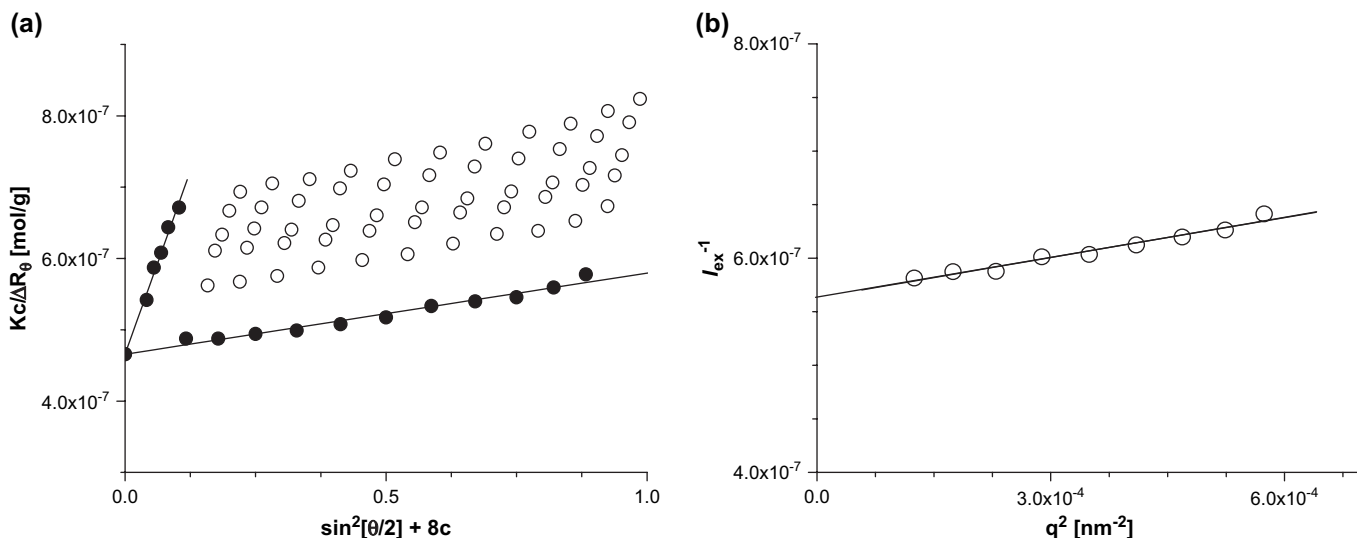 (a)
Kc/ΔRθ [mol/g]
8.0x10⁻⁷
6.0x10⁻⁷
4.0x10⁻⁷
0.0 0.5 1.0
sin²[θ/2] + 8c
(b)
Iex⁻¹
8.0x10⁻⁷
6.0x10⁻⁷
4.0x10⁻⁷
0.0 3.0x10⁻⁴ 6.0x10⁻⁴
q² [nm⁻²]